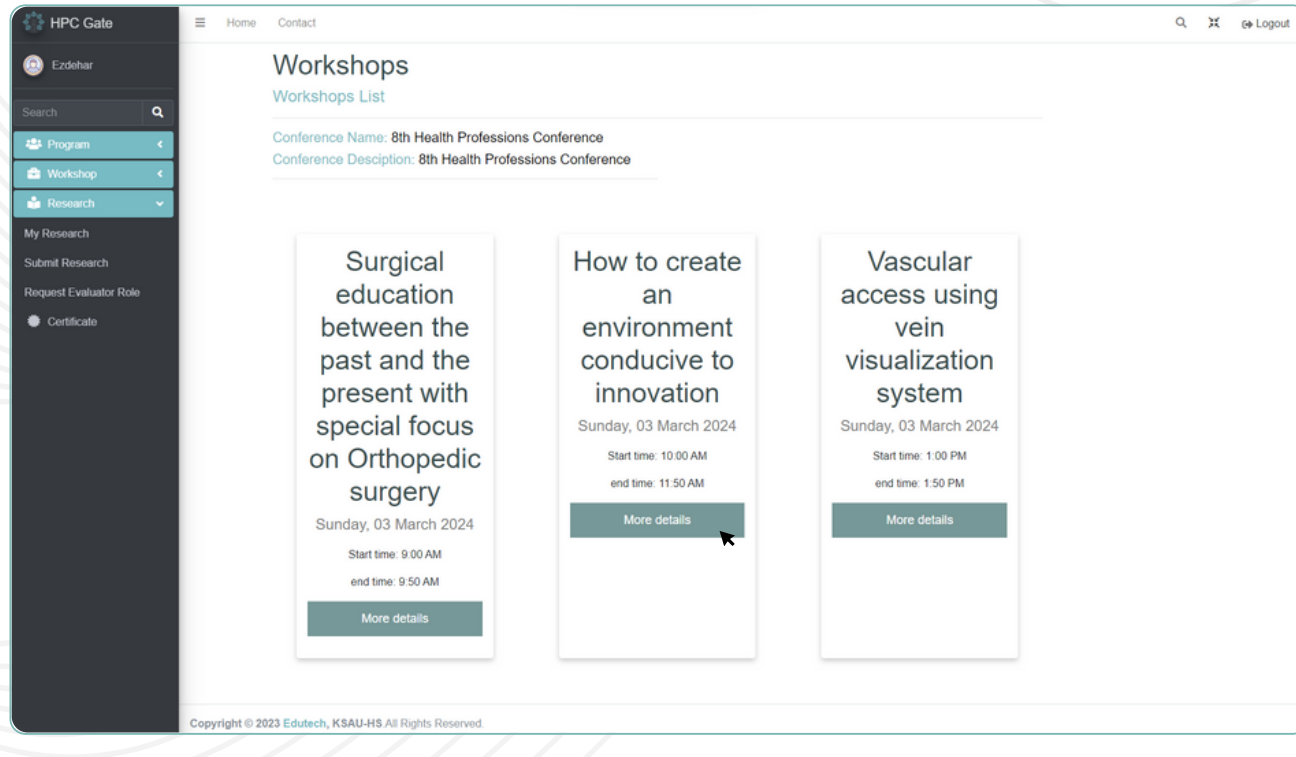 HPC Gate
Home Contact
Logout
Ezdehar
Search
Program
Workshop
Research
My Research
Submit Research
Request Evaluator Role
Certificate
Workshops
Workshops List
Conference Name: 8th Health Professions Conference
Conference Desciption: 8th Health Professions Conference
Surgical
education
between the
past and the
present with
special focus
on Orthopedic
surgery
Sunday, 03 March 2024
Start time: 9:00 AM
end time: 9:50 AM
More details
How to create
an
environment
conducive to
innovation
Sunday, 03 March 2024
Start time: 10:00 AM
end time: 11:50 AM
More details
Vascular
access using
vein
visualization
system
Sunday, 03 March 2024
Start time: 1:00 PM
end time: 1:50 PM
More details
Copyright © 2023 Edutech, KSAU-HS.All Rights Reserved.